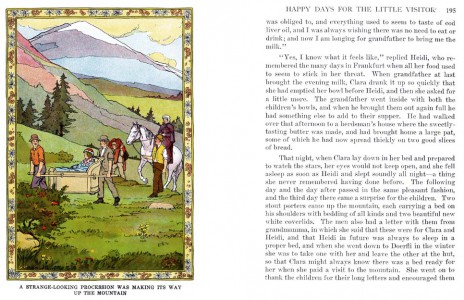 A STRANGE-LOOKING PROCESSION WAS MAKING ITS WAY
UP THE MOUNTAIN
HAPPY DAYS FOR THE LITTLE VISITOR 195
was obliged to, and everything used to seem to taste of cod
liver oil, and I was always wishing there was no need to eat or
drink; and now I am longing for grandfather to bring me the
milk."
"Yes, I know what it feels like," replied Heidi, who re-
membered the many days in Frankfurt when all her food used
to seem to stick in her throat. When grandfather at last
brought the evening milk, Clara drank it up so quickly that
she had emptied her bowl before Heidi, and then she asked for
a little more. The grandfather went inside with both the
children's bowls, and when he brought them out again full he
had something else to add to their supper. He had walked
over that afternoon to a herdsman's house where the sweetly-
tasting butter was made, and had brought home a large pat,
some of which he had now spread thickly on two good slices
of bread.
That night, when Clara lay down in her bed and prepared
to watch the stars, her eyes would not keep open, and she fell
asleep as soon as Heidi and slept soundly all night—a thing
she never remembered having done before. The following
day and the day after passed in the same pleasant fashion,
and the third day there came a surprise for the children. Two
stout porters came up the mountain, each carrying a bed on
his shoulders with bedding of all kinds and two beautiful new
white coverlids. The men also had a letter with them from
grandmamma, in which she said that these were for Clara and
Heidi, and that Heidi in future was always to sleep in a
proper bed, and when she went down to Doerfli in the winter
she was to take one with her and leave the other at the hut,
so that Clara might always know there was a bed ready for
her when she paid a visit to the mountain. She went on to
thank the children for their long letters and encouraged them